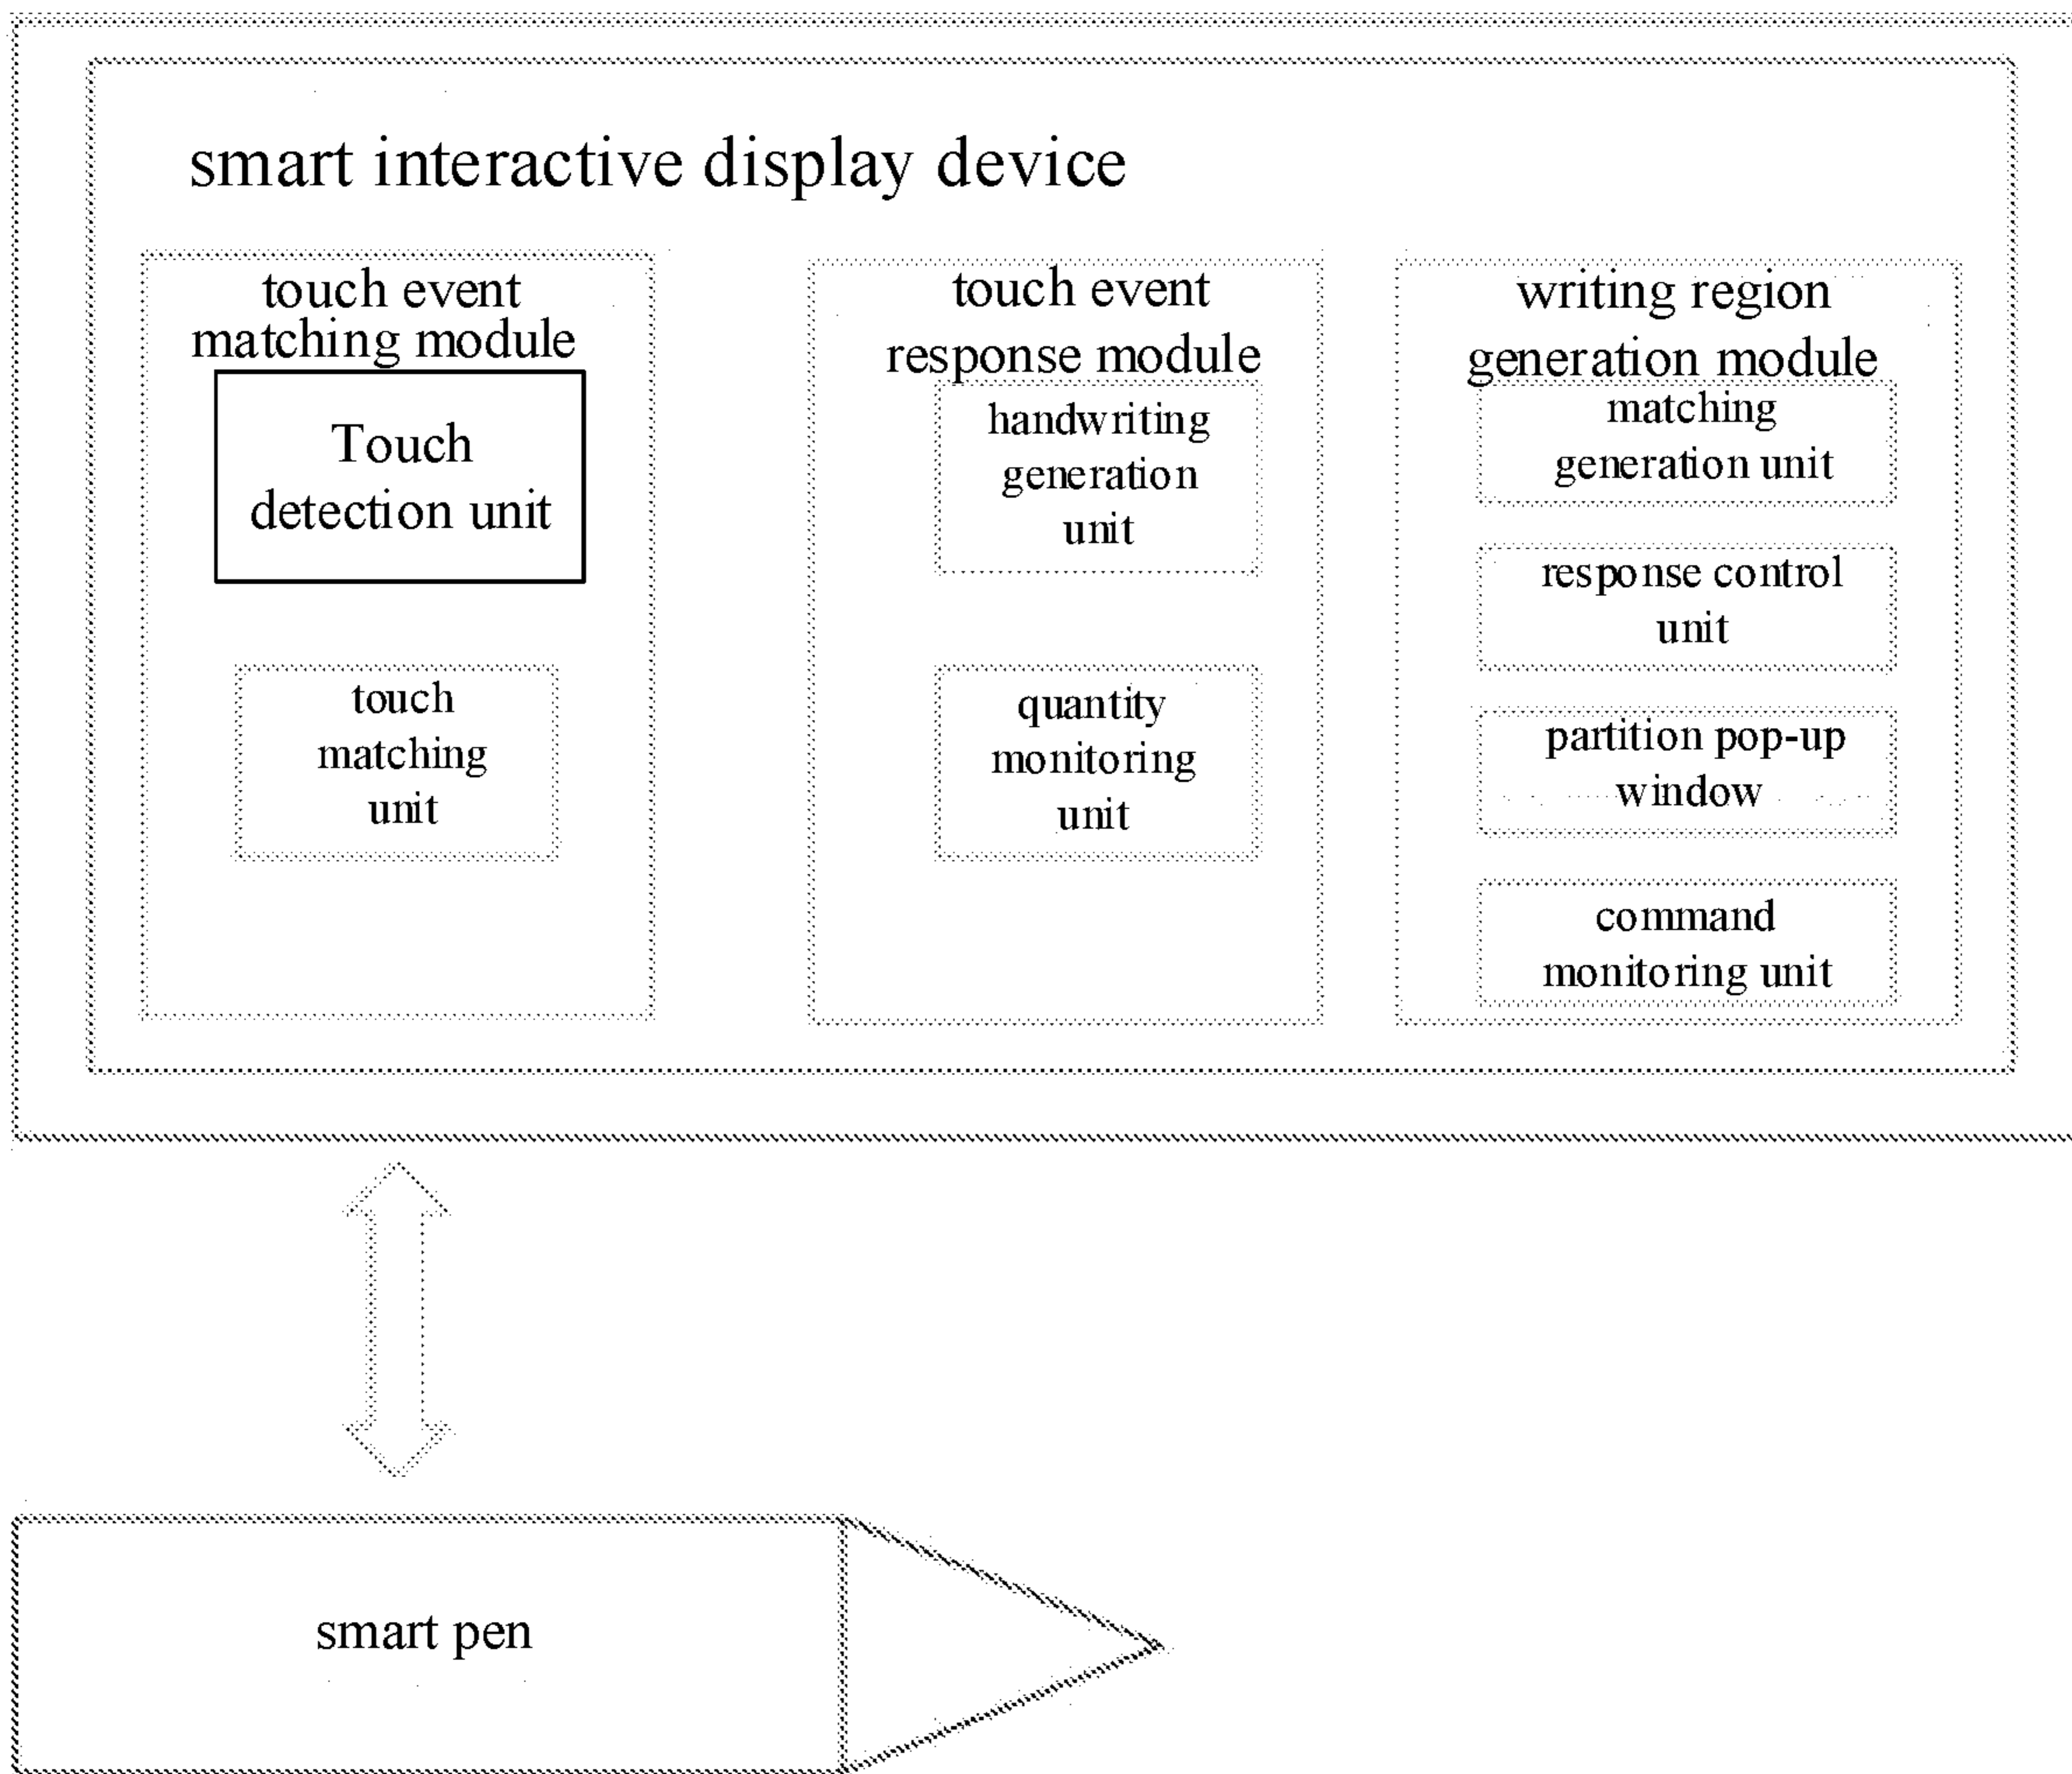 smart interactive display device
touch event
matching module
Touch
detection unit
touch
matching
unit
touch event
response module
handwriting
generation
unit
quantity
monitoring
unit
writing region
generation module
matching
generation unit
response control
unit
partition pop-up
window
command
monitoring unit
smart pen